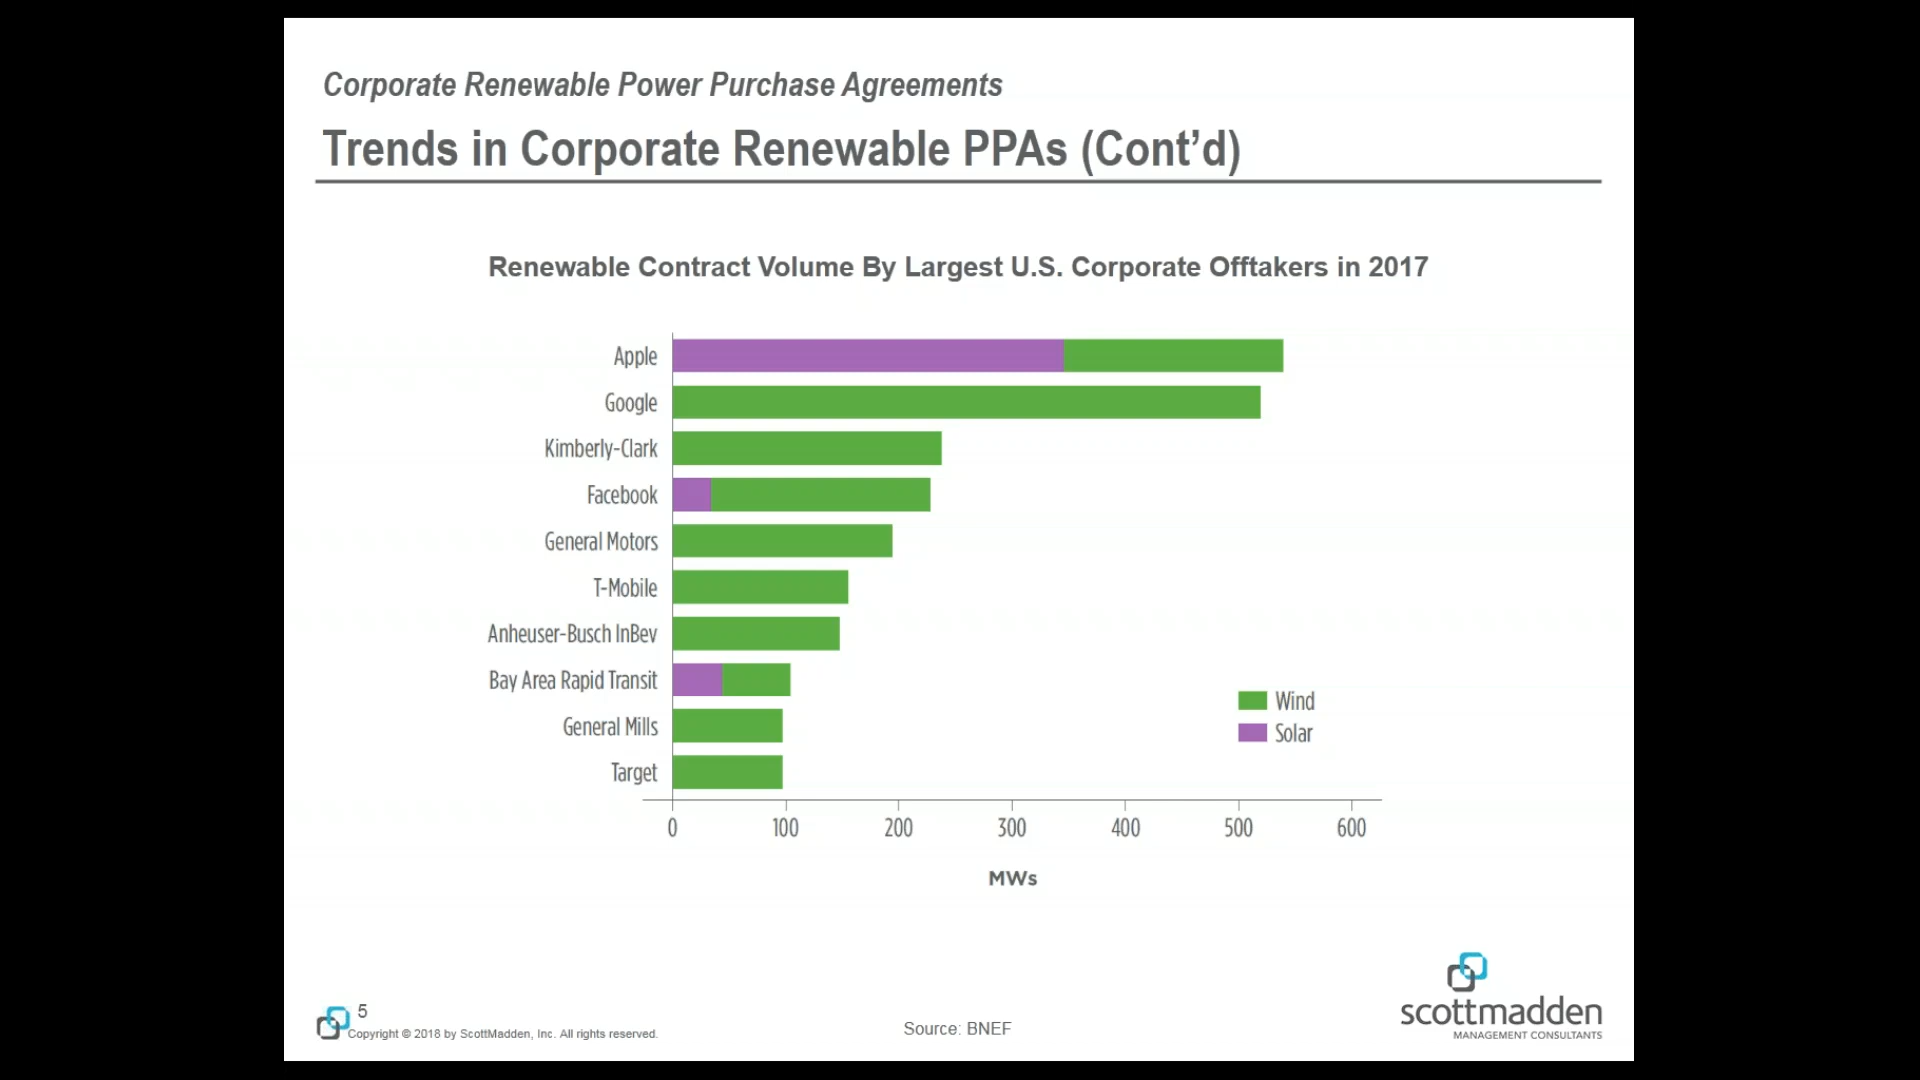 Corporate Renewable Power Purchase Agreements
Trends in Corporate Renewable PPAs (Cont’d)
Renewable Contract Volume By Largest U.S. Corporate Offtakers in 2017
Apple
Google
Kimberly-Clark
Facebook
General Motors
T-Mobile
Anheuser-Busch InBev
Bay Area Rapid Transit
General Mills
Target
Wind
Solar
0 100 200 300 400 500 600
MWs
5
Copyright © 2018 by ScottMadden, Inc. All rights reserved.
Source: BNEF
scottmadden
MANAGEMENT CONSULTANTS